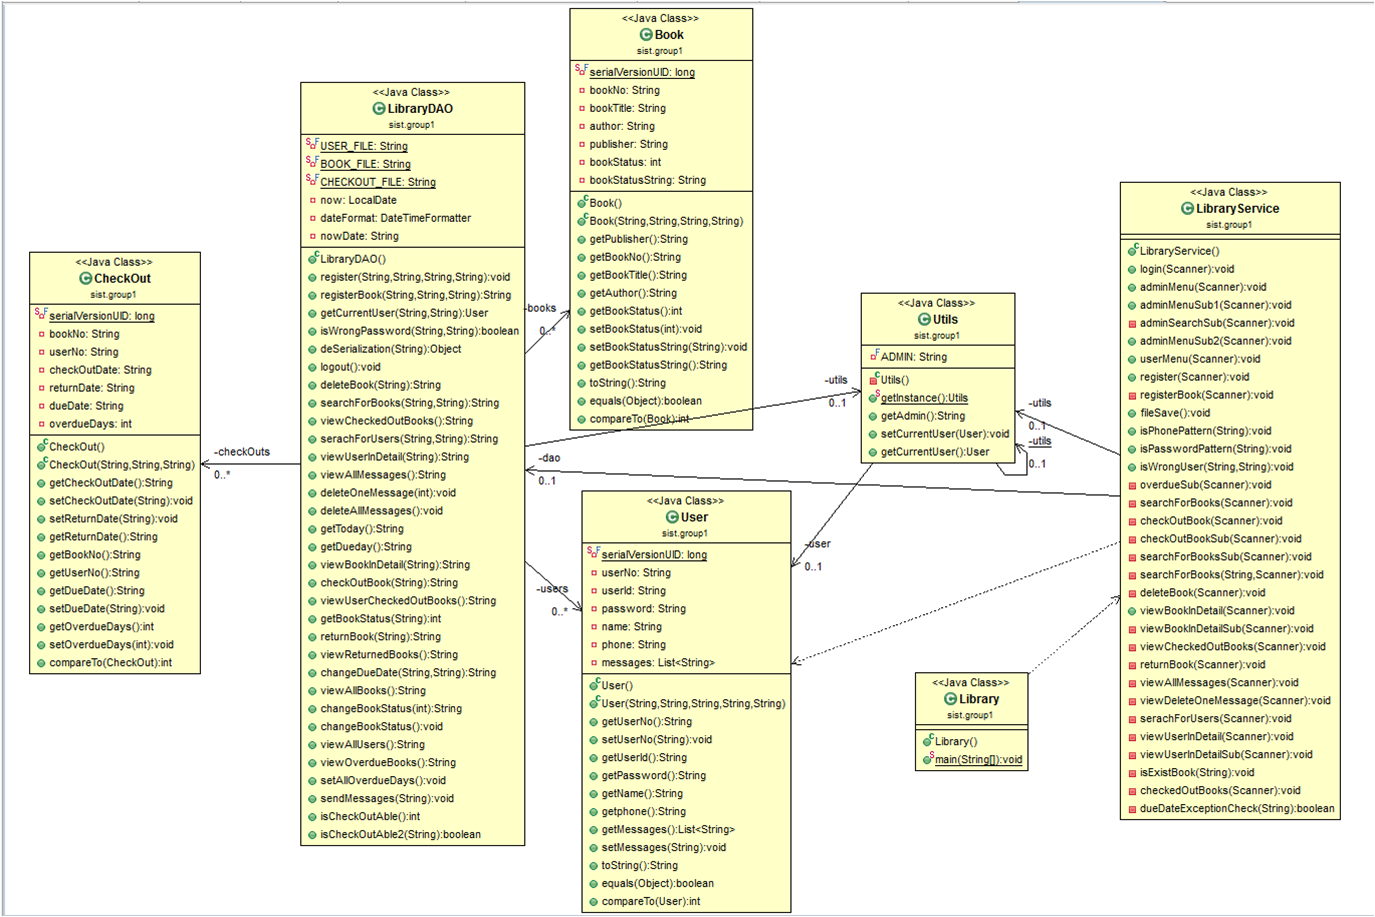 <<Java Class>>
CheckOut
sist.group1
serialVersionUID: long
bookNo: String
userNo: String
checkOutDate: String
returnDate: String
dueDate: String
overdueDays: int
CheckOut()
CheckOut(String,String,String)
getCheckOutDate():String
setCheckOutDate(String):void
setReturnDate(String):void
getReturnDate():String
getBookNo():String
getUserNo():String
getDueDate():String
setDueDate(String):void
getOverdueDays():int
setOverdueDays(int):void
compareTo(CheckOut):int
-checkOuts
0..*
<<Java Class>>
LibraryDAO
sist.group1
USER_FILE: String
BOOK_FILE: String
CHECKOUT_FILE: String
now: LocalDate
dateFormat: DateTimeFormatter
nowDate: String
LibraryDAO()
register(String,String,String,String):void
registerBook(String,String,String):String
getCurrentUser(String,String):User
isWrongPassword(String,String):boolean
deSerialization(String):Object
logout():void
deleteBook(String):String
searchForBooks(String,String):String
viewCheckedOutBooks():String
serachForUsers(String,String):String
viewUserInDetail(String):String
viewAllMessages():String
deleteOneMessage(int):void
deleteAllMessages():void
getToday():String
getDueday():String
viewBookInDetail(String):String
checkOutBook(String):String
viewUserCheckedOutBooks():String
getBookStatus(String):int
returnBook(String):String
viewReturnedBooks():String
changeDueDate(String,String):String
viewAllBooks():String
changeBookStatus(int):String
changeBookStatus():void
viewAllUsers():String
viewOverdueBooks():String
setAllOverdueDays():void
sendMessages(String):void
isCheckOutAble():int
isCheckOutAble2(String):boolean
-books
0..*
<<Java Class>>
Book
sist.group1
serialVersionUID: long
bookNo: String
bookTitle: String
author: String
publisher: String
bookStatus: int
bookStatusString: String
Book()
Book(String,String,String,String)
getPublisher():String
getBookNo():String
getBookTitle():String
getAuthor():String
getBookStatus():int
setBookStatus(int):void
setBookStatusString(String):void
getBookStatusString():String
toString():String
equals(Object):boolean
compareTo(Book):int
-dao
0..1
-users
0..*
<<Java Class>>
User
sist.group1
serialVersionUID: long
userNo: String
userId: String
password: String
name: String
phone: String
messages: List<String>
User()
User(String,String,String,String,String)
getUserNo():String
setUserNo(String):void
getUserId():String
getPassword():String
getName():String
getphone():String
getMessages():List<String>
setMessages(String):void
toString():String
equals(Object):boolean
compareTo(User):int
-utils
0..1
<<Java Class>>
Utils
sist.group1
ADMIN: String
Utils()
getInstance():Utils
getAdmin():String
setCurrentUser(User):void
getCurrentUser():User
-utils
0..1
-utils
0..1
-user
0..1
<<Java Class>>
Library
sist.group1
Library()
main(String[]):void
<<Java Class>>
LibraryService
sist.group1
LibraryService()
login(Scanner):void
adminMenu(Scanner):void
adminMenuSub1(Scanner):void
adminSearchSub(Scanner):void
adminMenuSub2(Scanner):void
userMenu(Scanner):void
register(Scanner):void
registerBook(Scanner):void
fileSave():void
isPhonePattern(String):void
isPasswordPattern(String):void
isWrongUser(String,String):void
overdueSub(Scanner):void
searchForBooks(Scanner):void
checkOutBook(Scanner):void
checkOutBookSub(Scanner):void
searchForBooksSub(Scanner):void
searchForBooks(String,Scanner):void
deleteBook(Scanner):void
viewBookInDetail(Scanner):void
viewBookInDetailSub(Scanner):void
viewCheckedOutBooks(Scanner):void
returnBook(Scanner):void
viewAllMessages(Scanner):void
viewDeleteOneMessage(Scanner):void
serachForUsers(Scanner):void
viewUserInDetail(Scanner):void
viewUserInDetailSub(Scanner):void
isExistBook(String):void
checkedOutBooks(Scanner):void
dueDateExceptionCheck(String):boolean